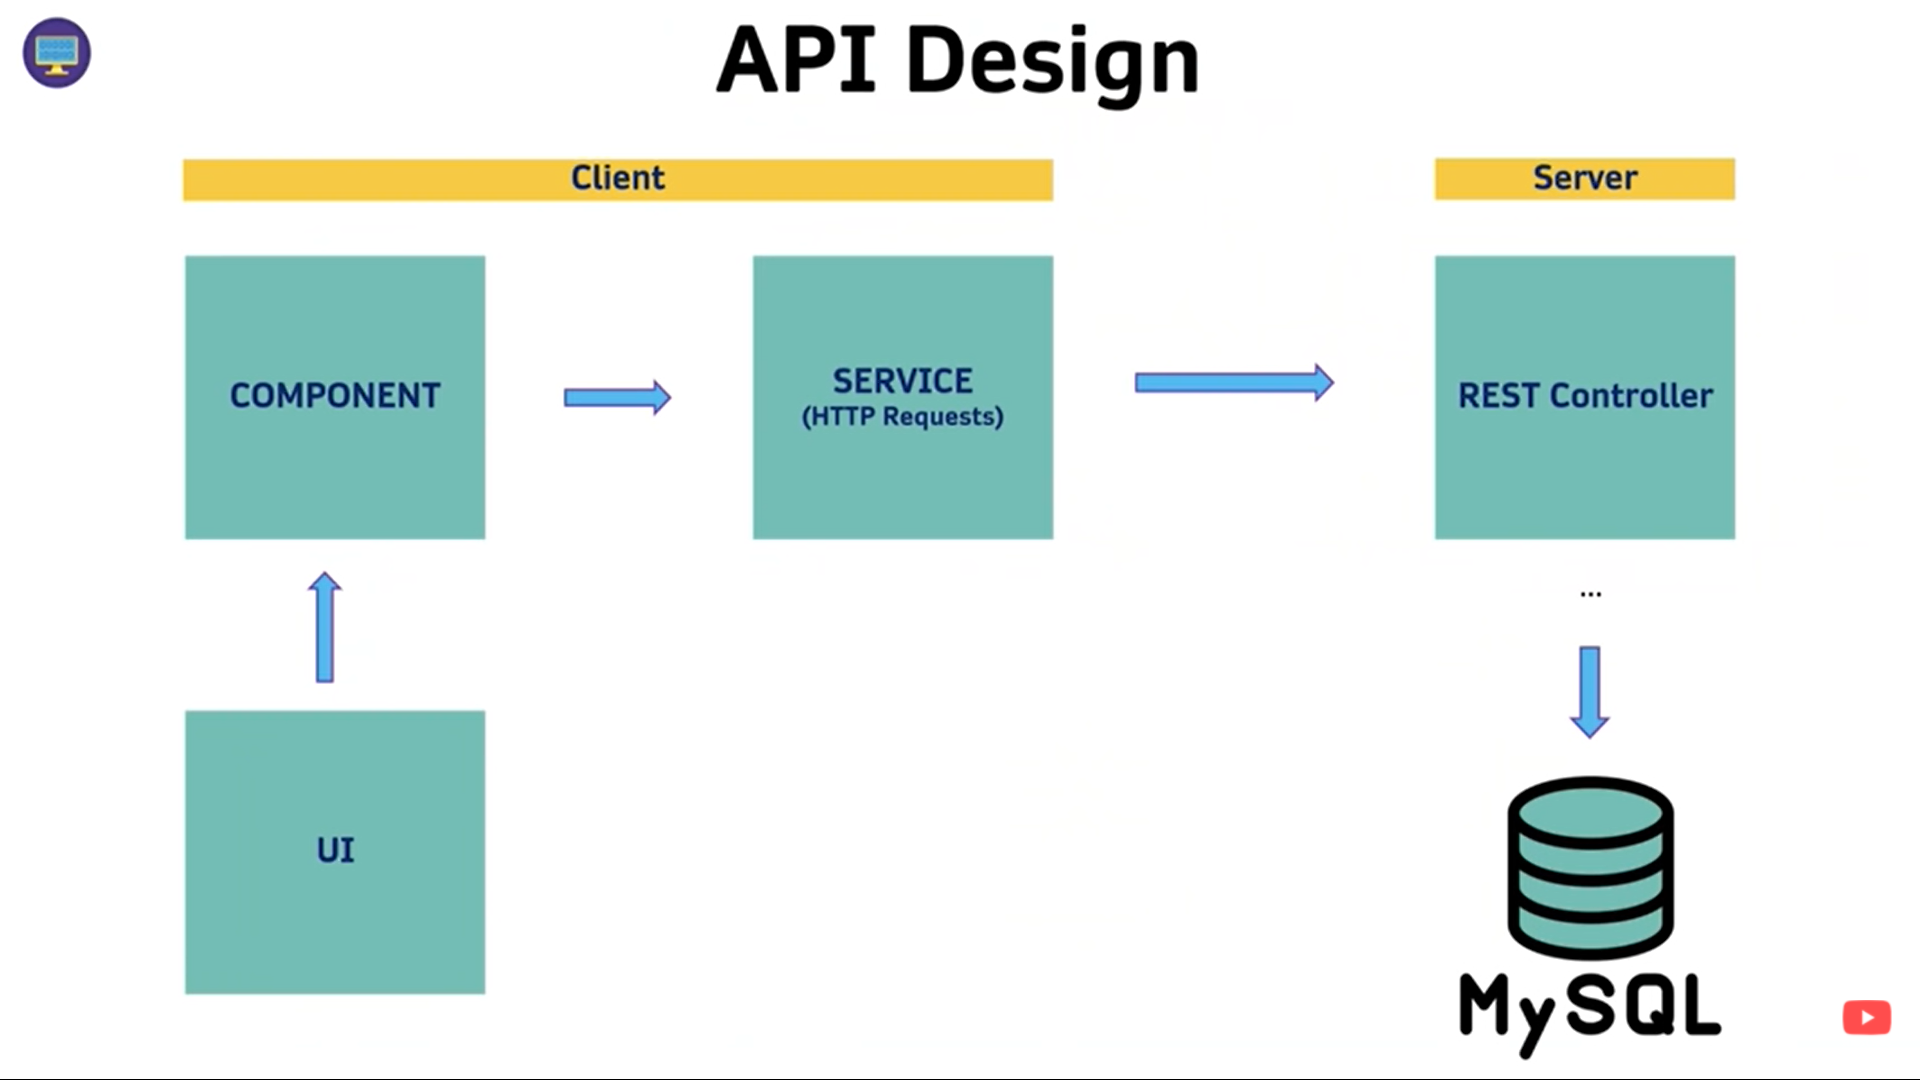 API Design
Client
Server
COMPONENT
SERVICE
(HTTP Requests)
REST Controller
...
UI
MySQL